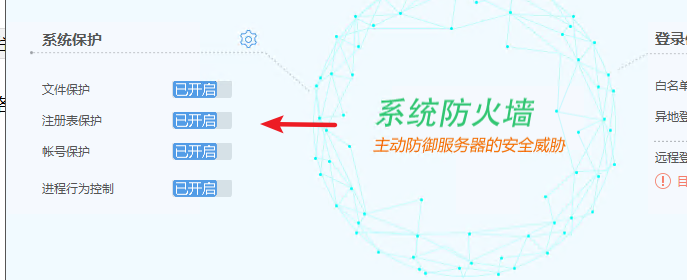 系统保护
文件保护 已开启
注册表保护 已开启
帐号保护 已开启
进程行为控制 已开启
系统防火墙
主动防御服务器的安全威胁
登录
白名单
异地登
远程登
目